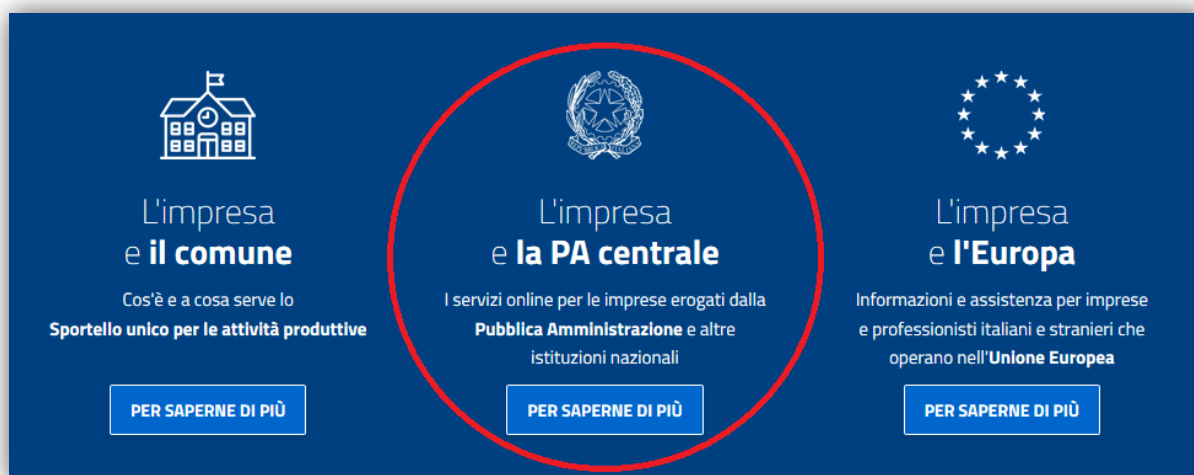 L'impresa
e il comune
Cos'è e a cosa serve lo
Sportello unico per le attività produttive
PER SAPERNE DI PIÙ
L'impresa
e la PA centrale
I servizi online per le imprese erogati dalla
Pubblica Amministrazione e altre
istituzioni nazionali
PER SAPERNE DI PIÙ
L'impresa
e l'Europa
Informazioni e assistenza per imprese
e professionisti italiani e stranieri che
operano nell'Unione Europea
PER SAPERNE DI PIÙ